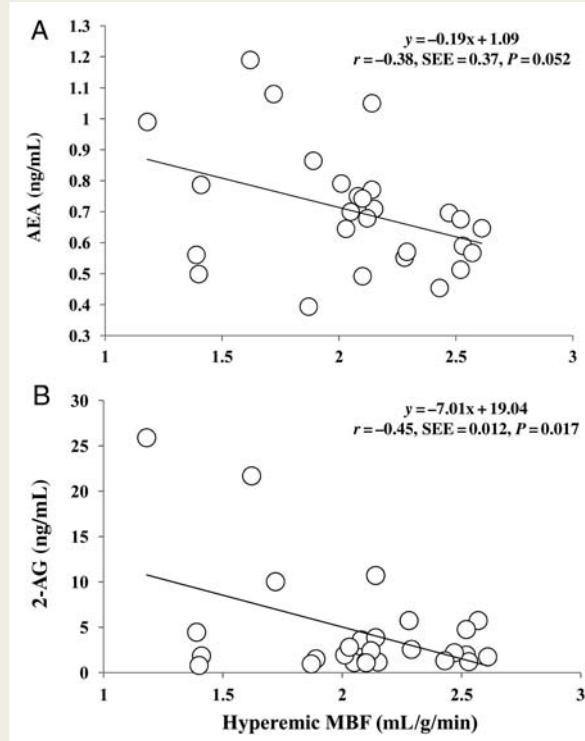 A
y = –0.19x + 1.09
r = –0.38, SEE = 0.37, P = 0.052
AEA (ng/mL)
1.3
1.2
1.1
1
0.9
0.8
0.7
0.6
0.5
0.4
0.3
1 1.5 2 2.5 3
B
y = –7.01x + 19.04
r = –0.45, SEE = 0.012, P = 0.017
2-AG (ng/mL)
30
25
20
15
10
5
0
1 1.5 2 2.5 3
Hyperemic MBF (mL/g/min)